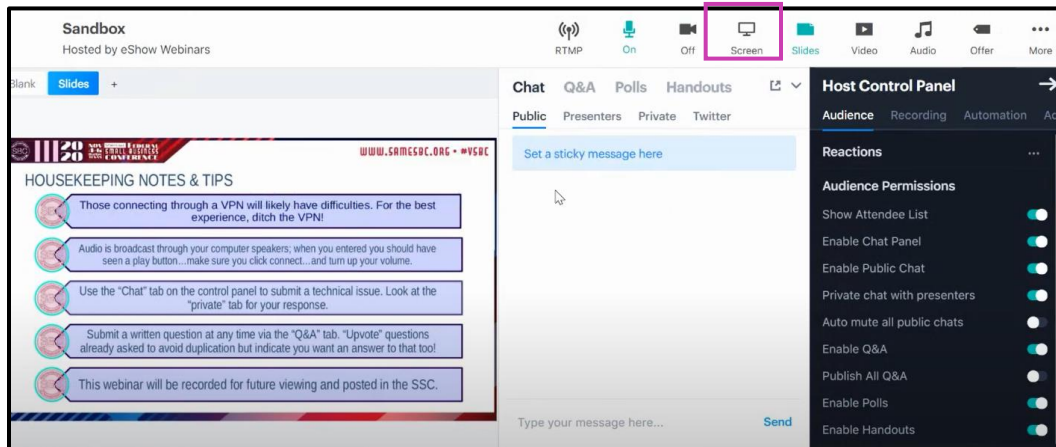 Sandbox
Hosted by eShow Webinars
RTMP
On
Off
Screen
Slides
Video
Audio
Offer
More
Blank Slides +
Chat Q&A Polls Handouts
Public Presenters Private Twitter
Set a sticky message here
Type your message here...
Send
Host Control Panel
Audience Recording Automation
Reactions
Audience Permissions
Show Attendee List
Enable Chat Panel
Enable Public Chat
Private chat with presenters
Auto mute all public chats
Enable Q&A
Publish All Q&A
Enable Polls
Enable Handouts
2020
FEDERAL
SMALL BUSINESS
CONFERENCE
WWW.SAMESBC.ORG • #VSBC
HOUSEKEEPING NOTES & TIPS
Those connecting through a VPN will likely have difficulties. For the best
experience, ditch the VPN!
Audio is broadcast through your computer speakers; when you entered you should have
seen a play button…make sure you click connect…and turn up your volume.
Use the “Chat” tab on the control panel to submit a technical issue. Look at the
“private” tab for your response.
Submit a written question at any time via the “Q&A” tab. “Upvote” questions
already asked to avoid duplication but indicate you want an answer to that too!
This webinar will be recorded for future viewing and posted in the SSC.